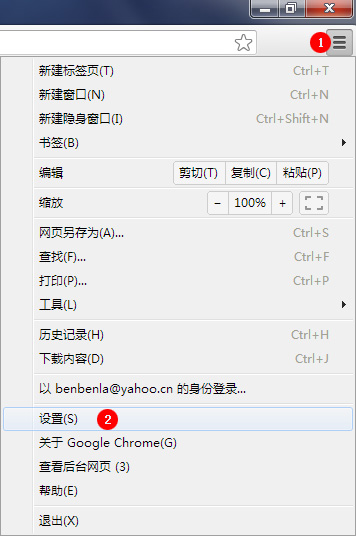 1
新建标签页(T) Ctrl+T
新建窗口(N) Ctrl+N
新建隐身窗口(I) Ctrl+Shift+N
书签(B)
编辑 剪切(T) 复制(C) 粘贴(P)
缩放 − 100% +
网页另存为(A)... Ctrl+S
查找(F)... Ctrl+F
打印(P)... Ctrl+P
工具(L)
历史记录(H) Ctrl+H
下载内容(D) Ctrl+J
以 benbenla@yahoo.cn 的身份登录...
设置(S) 2
关于 Google Chrome(G)
查看后台网页 (3)
帮助(E)
退出(X)